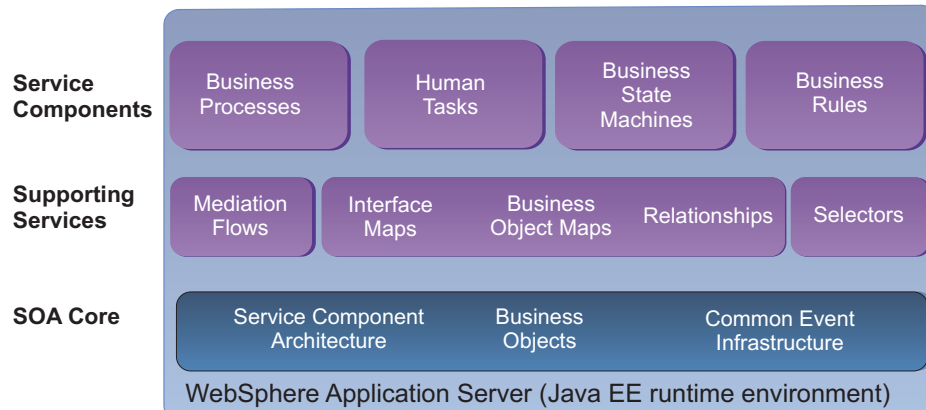 Service
Components
Business
Processes
Human
Tasks
Business
State
Machines
Business
Rules
Supporting
Services
Mediation
Flows
Interface
Maps
Business
Object Maps
Relationships
Selectors
SOA Core
Service Component
Architecture
Business
Objects
Common Event
Infrastructure
WebSphere Application Server (Java EE runtime environment)